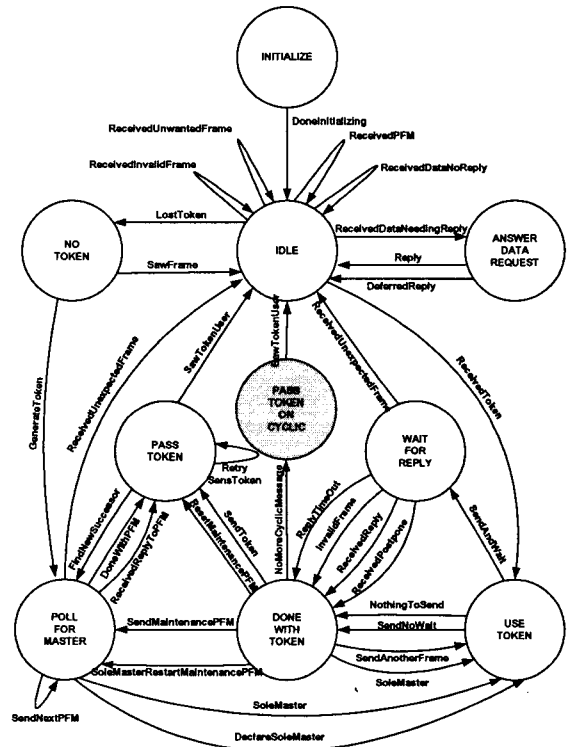 INITIALIZE
DoneInitializing
ReceivedUnwantedFrame
ReceivedPFM
ReceivedInvalidFrame
ReceivedDataNoReply
LostToken
NO
TOKEN
IDLE
ReceivedDataNeedingReply
ANSWER
DATA
REQUEST
Reply
SawFrame
DeferredReply
GenerateToken
ReceivedUnexpectedFrame
SawTokenUser
SawTokenUser
ReceivedUnexpectedFrame
ReceivedToken
PASS
TOKEN
ON
CYCLIC
PASS
TOKEN
Retry
SensToken
WAIT
FOR
REPLY
FindNewSuccessor
DoneWithPFM
ReceivedReplyToPFM
ResetMaintenancePFM
SendToken
NoMoreCyclicMessage
ReplyTimeOut
InvalidFrame
ReceivedReply
ReceivedPostpone
SendAndWait
POLL
FOR
MASTER
SendMaintenancePFM
DONE
WITH
TOKEN
NothingToSend
SendNoWait
USE
TOKEN
SendAnotherFrame
SoleMasterRestartMaintenancePFM
SoleMaster
SendNextPFM
SoleMaster
DeclareSoleMaster